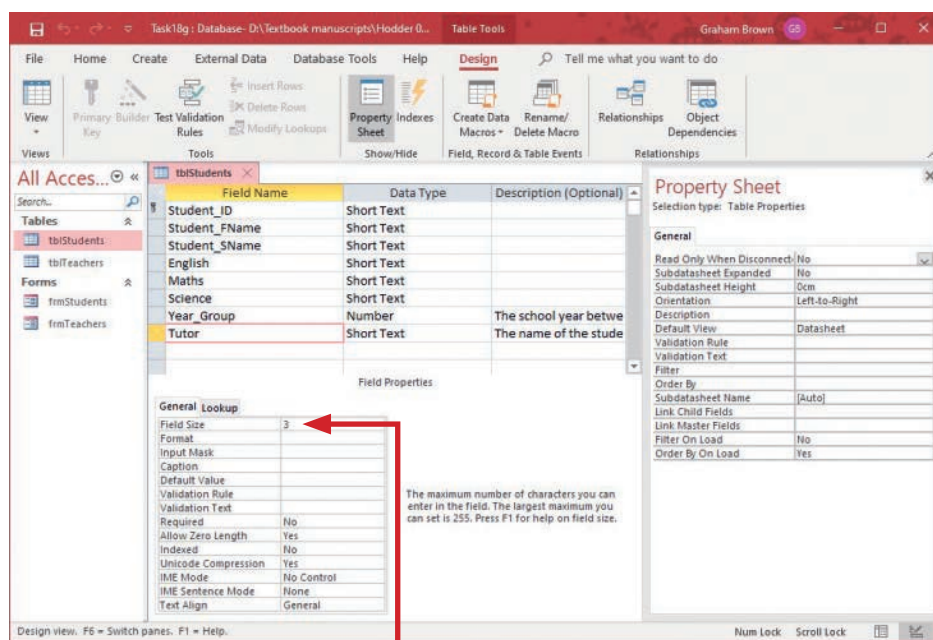 Task18g : Database- D:\Textbook manuscripts\Hodder 0...
Table Tools
Graham Brown
GB
File Home Create External Data Database Tools Help Design Tell me what you want to do
View
Primary Key
Builder
Test Validation Rules
Insert Rows
Delete Rows
Modify Lookups
Property Sheet
Indexes
Create Data Macros
Rename/ Delete Macro
Relationships
Object Dependencies
Views Tools Show/Hide Field, Record & Table Events Relationships
All Acces...
Search...
Tables
tblStudents
tblTeachers
Forms
frmStudents
frmTeachers
tblStudents
Field Name Data Type Description (Optional)
Student_ID Short Text
Student_FName Short Text
Student_SName Short Text
English Short Text
Maths Short Text
Science Short Text
Year_Group Number The school year betwe
Tutor Short Text The name of the stude
Field Properties
General Lookup
Field Size 3
Format
Input Mask
Caption
Default Value
Validation Rule
Validation Text
Required No
Allow Zero Length Yes
Indexed No
Unicode Compression Yes
IME Mode No Control
IME Sentence Mode None
Text Align General
The maximum number of characters you can
enter in the field. The largest maximum you
can set is 255. Press F1 for help on field size.
Property Sheet
Selection type: Table Properties
General
Read Only When Disconnect No
Subdatasheet Expanded No
Subdatasheet Height 0cm
Orientation Left-to-Right
Description
Default View Datasheet
Validation Rule
Validation Text
Filter
Order By
Subdatasheet Name [Auto]
Link Child Fields
Link Master Fields
Filter On Load No
Order By On Load Yes
Design view. F6 = Switch panes. F1 = Help.
Num Lock Scroll Lock